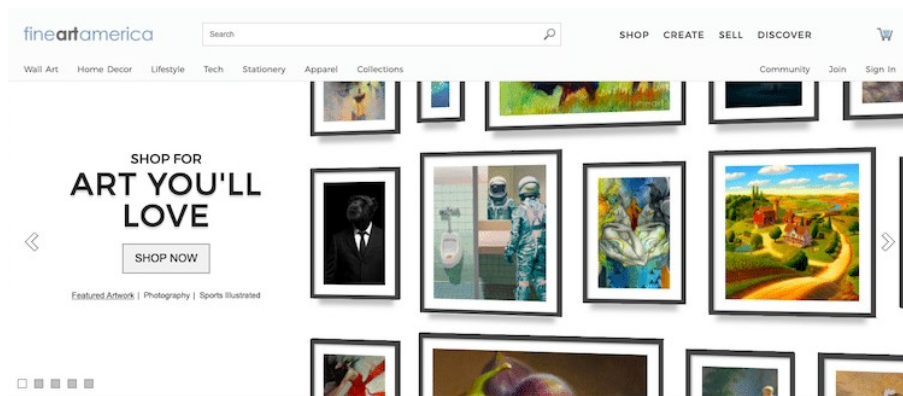 fineartamerica
Search
SHOP CREATE SELL DISCOVER
Wall Art Home Decor Lifestyle Tech Stationery Apparel Collections
Community Join Sign In
SHOP FOR
ART YOU'LL
LOVE
SHOP NOW
Featured Artwork | Photography | Sports Illustrated